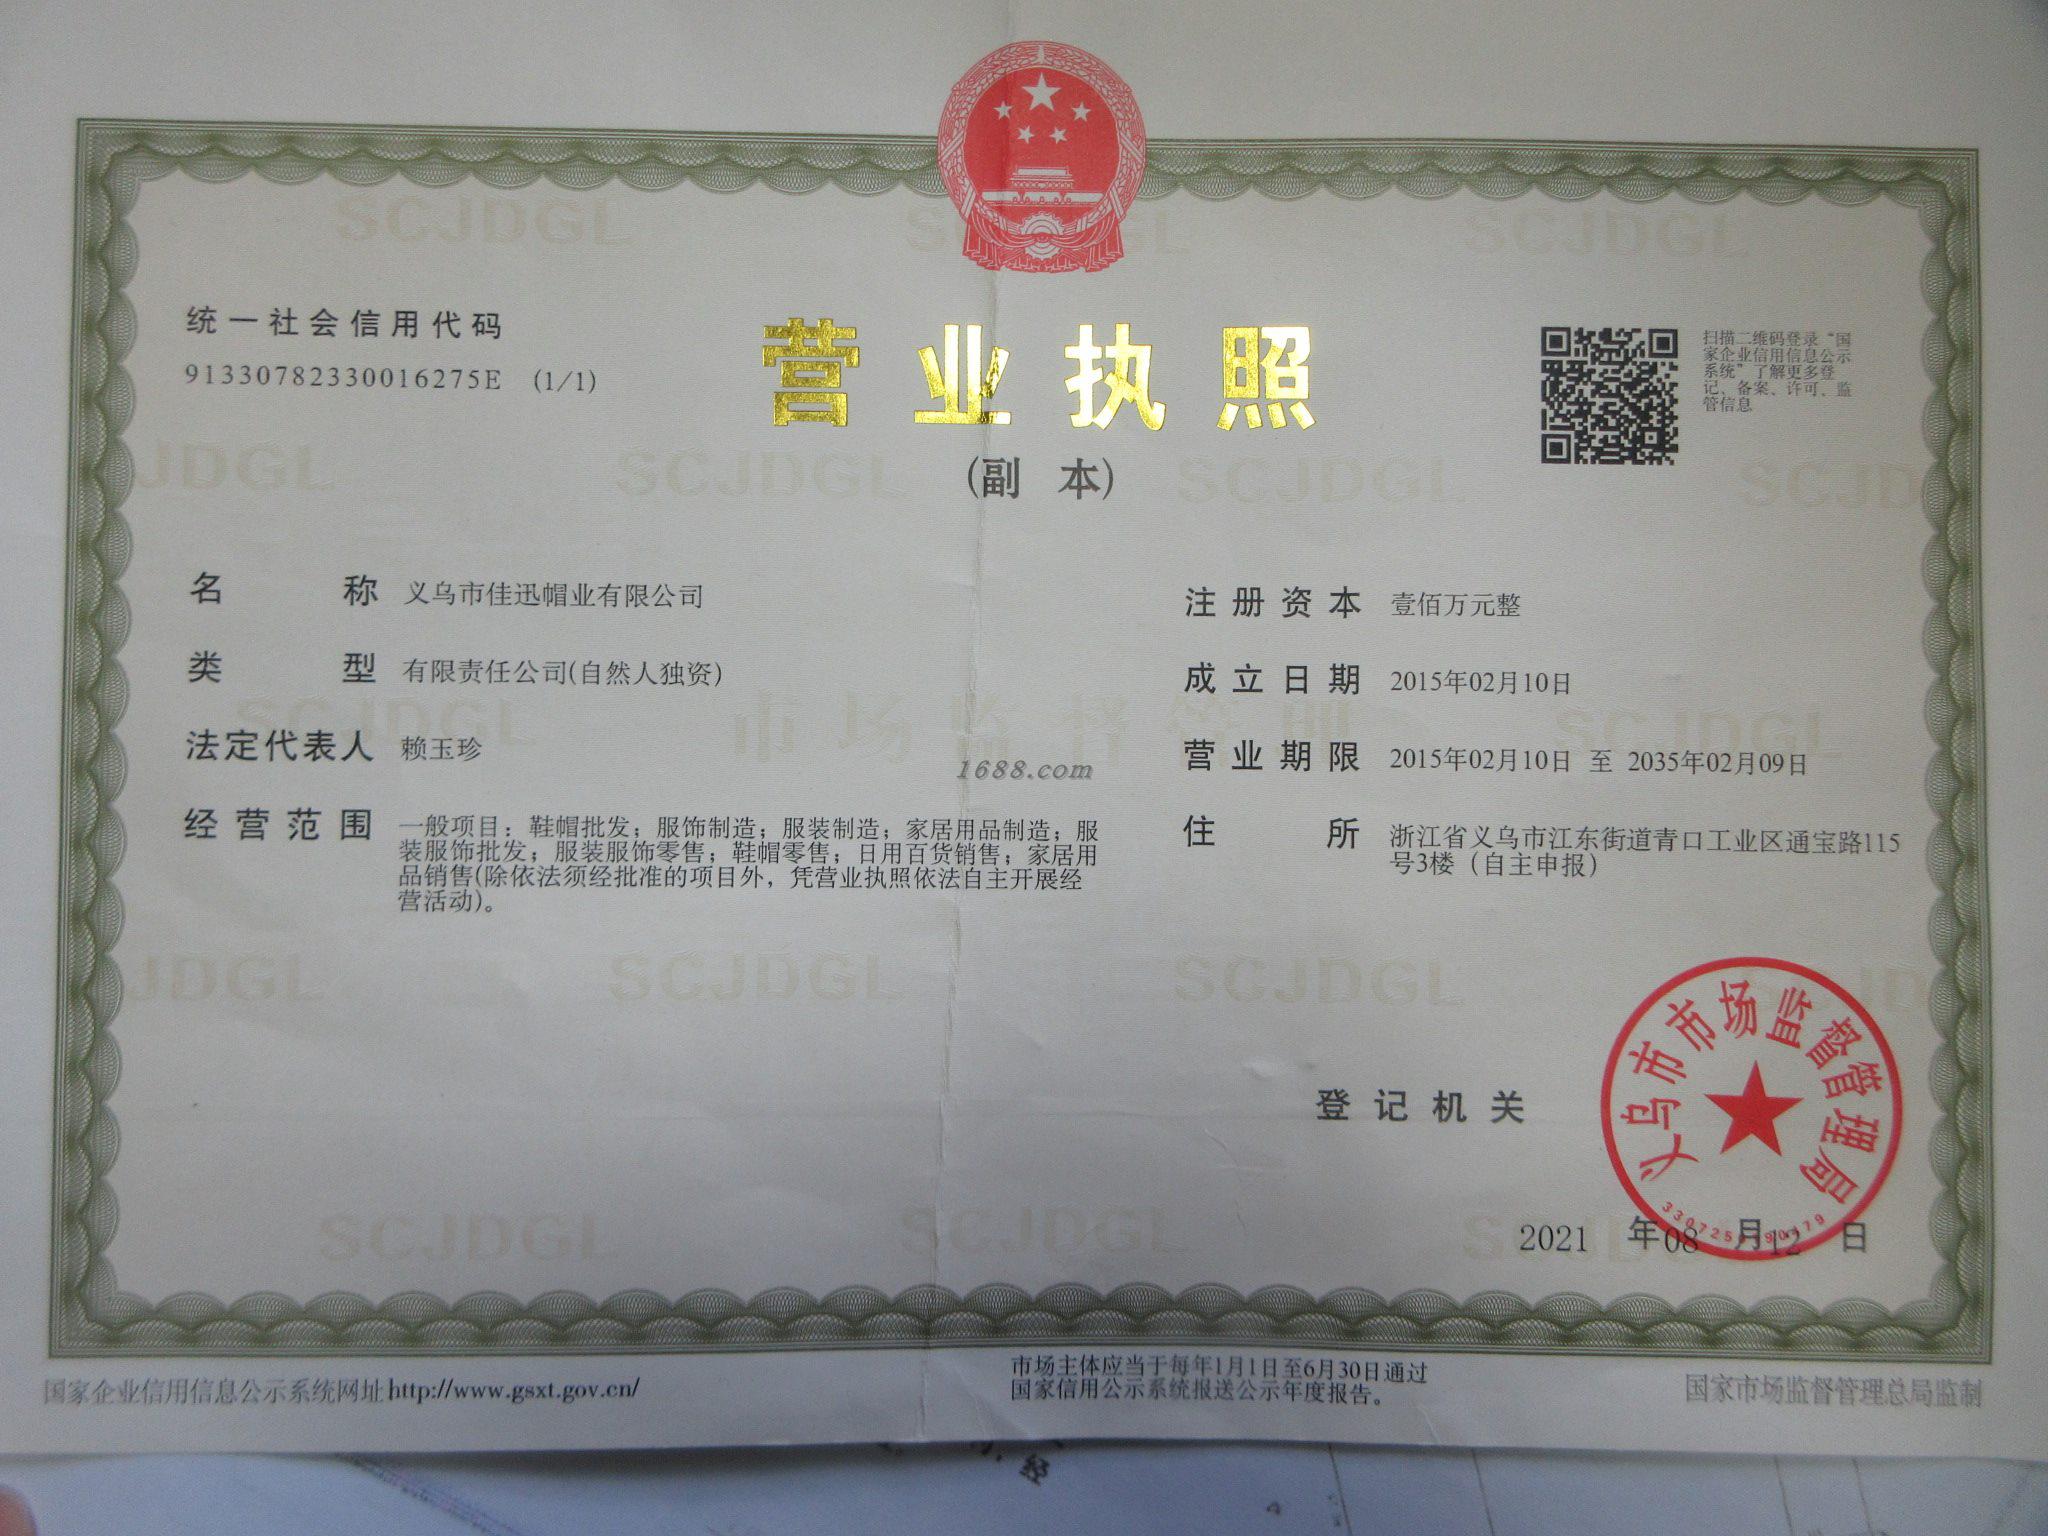 统一社会信用代码
91330782330016275E (1/1)
营业执照
(副 本)
扫描二维码登录“国
家企业信用信息公示
系统”了解更多登
记、备案、许可、监
管信息
名 称 义乌市佳迅帽业有限公司
类 型 有限责任公司(自然人独资)
法定代表人 赖玉珍
经营范围 一般项目：鞋帽批发；服饰制造；服装制造；家居用品制造；服
装服饰批发；服装服饰零售；鞋帽零售；日用百货销售；家居用
品销售(除依法须经批准的项目外，凭营业执照依法自主开展经
营活动)。
注册资本 壹佰万元整
成立日期 2015年02月10日
营业期限 2015年02月10日 至 2035年02月09日
住 所 浙江省义乌市江东街道青口工业区通宝路115
号3楼（自主申报）
1688.com
SCJDGL
市场监督管理
登记机关
义乌市市场监督管理局
2021 年08 月12 日
国家企业信用信息公示系统网址http://www.gsxt.gov.cn/
市场主体应当于每年1月1日至6月30日通过
国家信用公示系统报送公示年度报告。
国家市场监督管理总局监制